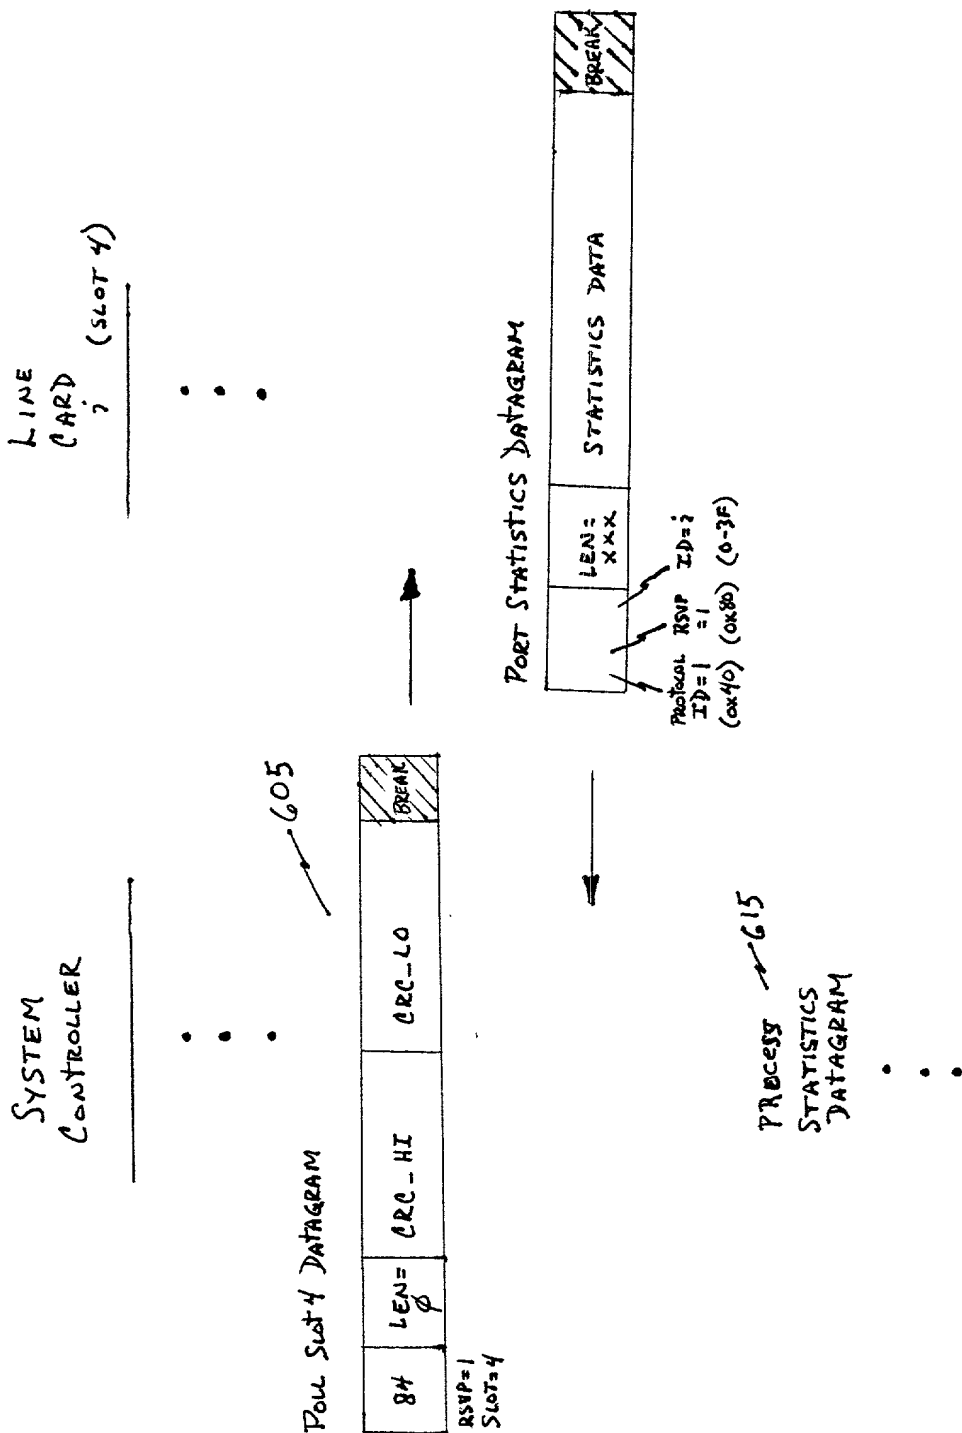 SYSTEM
CONTROLLER
LINE
CARD
i
(SLOT 4)
POLL SLOT 4 DATAGRAM
605
84
LEN=
Ø
CRC_HI
CRC_LO
BREAK
RSVP=1
SLOT=4
PORT STATISTICS DATAGRAM
LEN=
XXX
STATISTICS DATA
BREAK
PROTOCOL
ID=1
(0X40)
RSVP
=1
(0X80)
ID=i
(0-3F)
PROCESS
STATISTICS
DATAGRAM
615